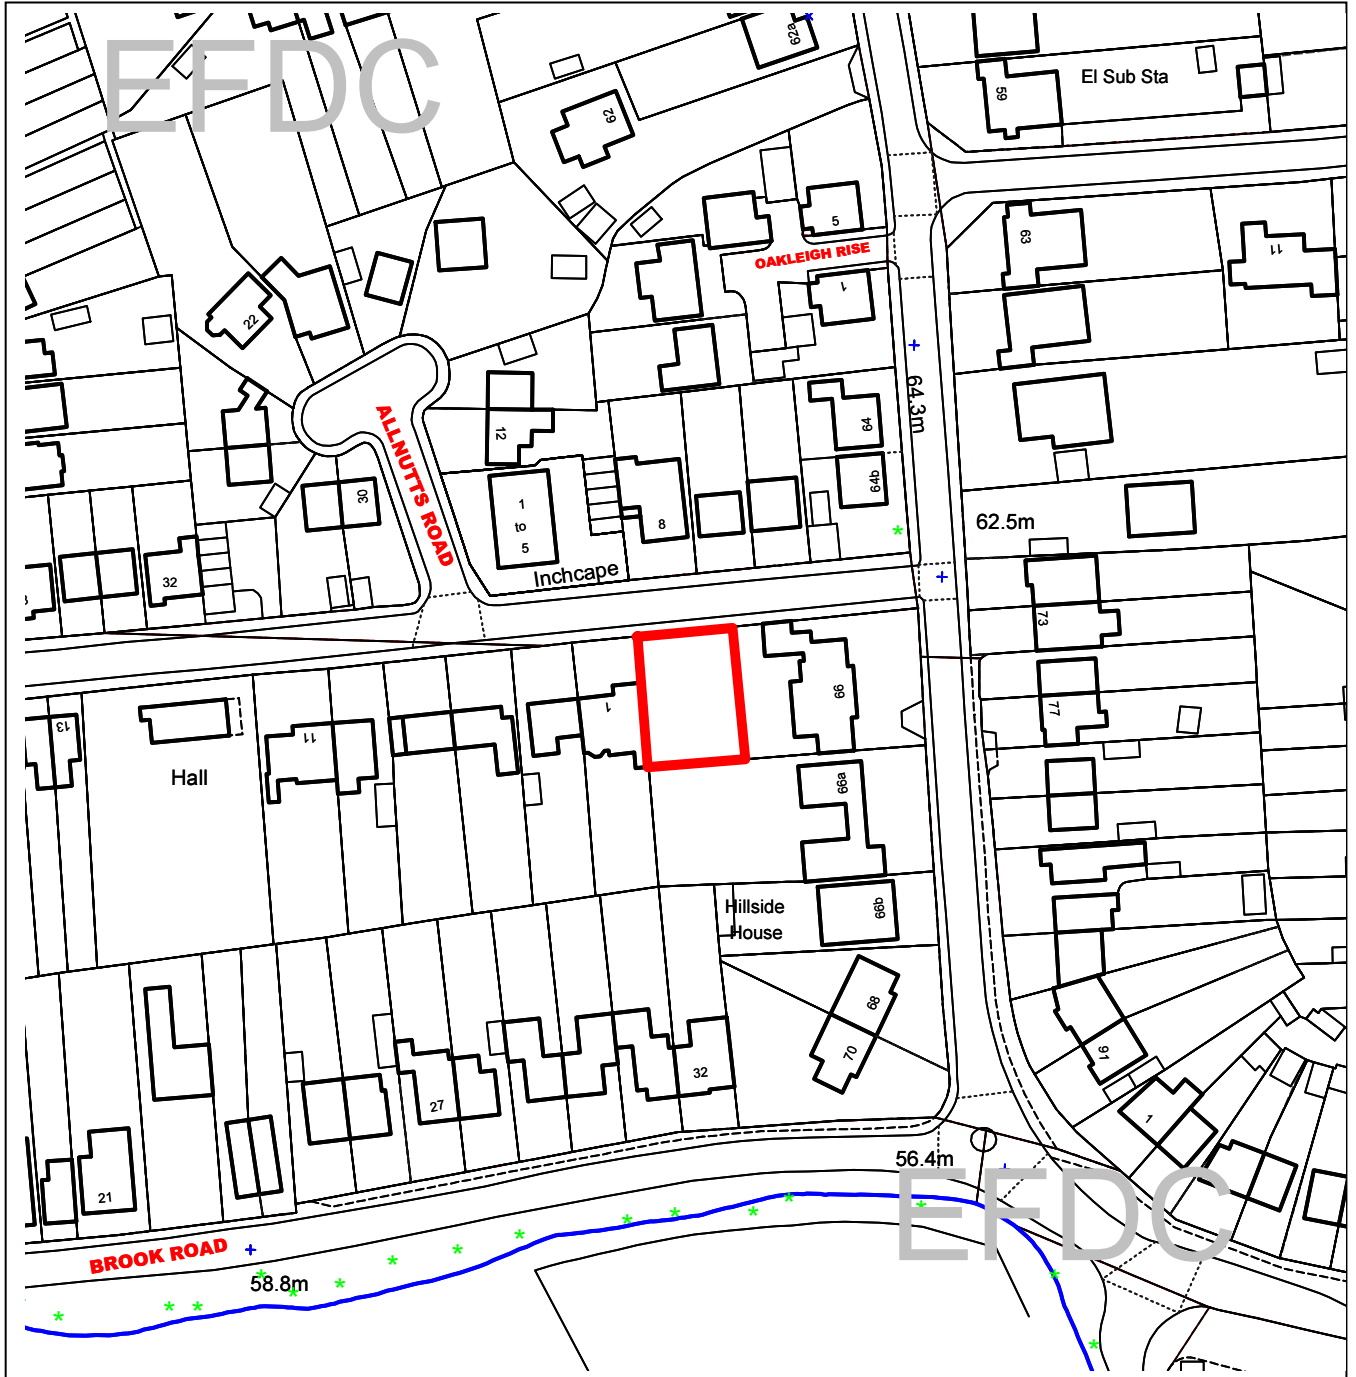 EFDC
62a
El Sub Sta
59
62
5
OAKLEIGH RISE
63
11
1
22
64.3m
ALLNUTTS ROAD
12
64
64b
30
1
to
5
8
62.5m
Inchcape
32
73
66
1
77
13
11
Hall
66a
Hillside
House
66b
68
70
91
32
27
1
21
56.4m
EFDC
BROOK ROAD
58.8m